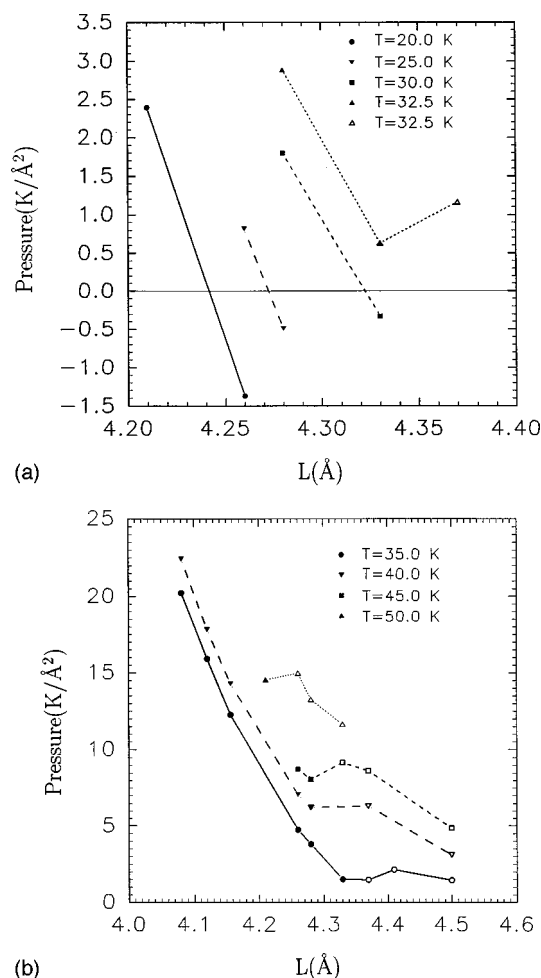 3.5
3.0
2.5
2.0
1.5
1.0
0.5
0.0
−0.5
−1.0
−1.5
Pressure(K/Å²)
T=20.0 K
T=25.0 K
T=30.0 K
T=32.5 K
T=32.5 K
4.20 4.25 4.30 4.35 4.40
(a) L(Å)
25
20
15
10
5
0
Pressure(K/Å²)
T=35.0 K
T=40.0 K
T=45.0 K
T=50.0 K
4.0 4.1 4.2 4.3 4.4 4.5 4.6
(b) L(Å)